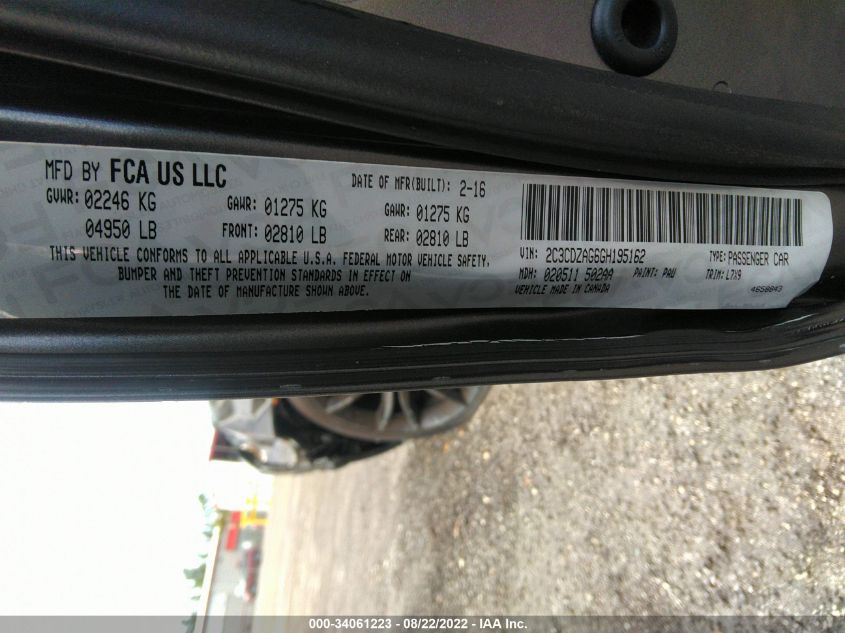 MFD BY FCA US LLC
DATE OF MFR(BUILT): 2-16
GVWR: 02246 KG
GAWR: 01275 KG
GAWR: 01275 KG
04950 LB
FRONT: 02810 LB
REAR: 02810 LB
THIS VEHICLE CONFORMS TO ALL APPLICABLE U.S.A. FEDERAL MOTOR VEHICLE SAFETY,
BUMPER AND THEFT PREVENTION STANDARDS IN EFFECT ON
THE DATE OF MANUFACTURE SHOWN ABOVE.
VIN: 2C3CDZAG6GH195162
TYPE: PASSENGER CAR
MDH: 020511 502AA
PAINT: PAU
TRIM: L7X9
VEHICLE MADE IN CANADA
4658843
000-34061223 - 08/22/2022 - IAA Inc.